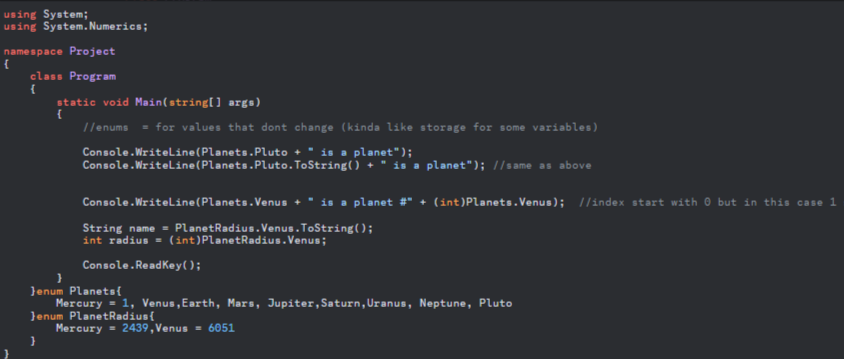 using System;
using System.Numerics;
namespace Project
{
class Program
{
static void Main(string[] args)
{
//enums  = for values that dont change (kinda like storage for some variables)
Console.WriteLine(Planets.Pluto + " is a planet");
Console.WriteLine(Planets.Pluto.ToString() + " is a planet"); //same as above
Console.WriteLine(Planets.Venus + " is a planet #" + (int)Planets.Venus);  //index start with 0 but in this case 1
String name = PlanetRadius.Venus.ToString();
int radius = (int)PlanetRadius.Venus;
Console.ReadKey();
}
}enum Planets{
Mercury = 1, Venus,Earth, Mars, Jupiter,Saturn,Uranus, Neptune, Pluto
}enum PlanetRadius{
Mercury = 2439,Venus = 6051
}
}